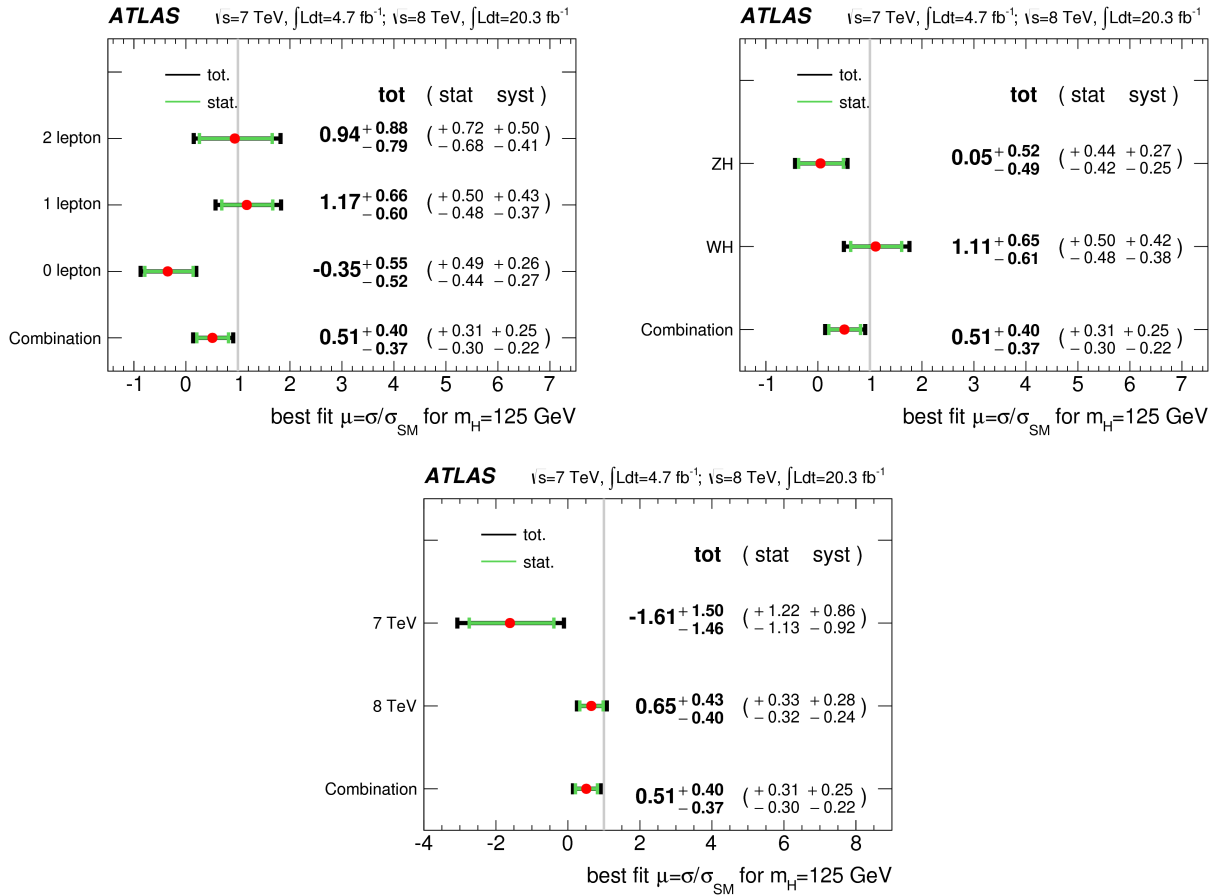 ATLAS √s=7 TeV, ∫Ldt=4.7 fb⁻¹; √s=8 TeV, ∫Ldt=20.3 fb⁻¹
tot.
stat.
tot ( stat syst )
2 lepton 0.94 + 0.88 − 0.79 ( + 0.72 − 0.68 + 0.50 − 0.41 )
1 lepton 1.17 + 0.66 − 0.60 ( + 0.50 − 0.48 + 0.43 − 0.37 )
0 lepton -0.35 + 0.55 − 0.52 ( + 0.49 − 0.44 + 0.26 − 0.27 )
Combination 0.51 + 0.40 − 0.37 ( + 0.31 − 0.30 + 0.25 − 0.22 )
-1 0 1 2 3 4 5 6 7
best fit μ=σ/σ_SM for m_H=125 GeV
ATLAS √s=7 TeV, ∫Ldt=4.7 fb⁻¹; √s=8 TeV, ∫Ldt=20.3 fb⁻¹
tot.
stat.
tot ( stat syst )
ZH 0.05 + 0.52 − 0.49 ( + 0.44 − 0.42 + 0.27 − 0.25 )
WH 1.11 + 0.65 − 0.61 ( + 0.50 − 0.48 + 0.42 − 0.38 )
Combination 0.51 + 0.40 − 0.37 ( + 0.31 − 0.30 + 0.25 − 0.22 )
-1 0 1 2 3 4 5 6 7
best fit μ=σ/σ_SM for m_H=125 GeV
ATLAS √s=7 TeV, ∫Ldt=4.7 fb⁻¹; √s=8 TeV, ∫Ldt=20.3 fb⁻¹
tot.
stat.
tot ( stat syst )
7 TeV -1.61 + 1.50 − 1.46 ( + 1.22 − 1.13 + 0.86 − 0.92 )
8 TeV 0.65 + 0.43 − 0.40 ( + 0.33 − 0.32 + 0.28 − 0.24 )
Combination 0.51 + 0.40 − 0.37 ( + 0.31 − 0.30 + 0.25 − 0.22 )
-4 -2 0 2 4 6 8
best fit μ=σ/σ_SM for m_H=125 GeV